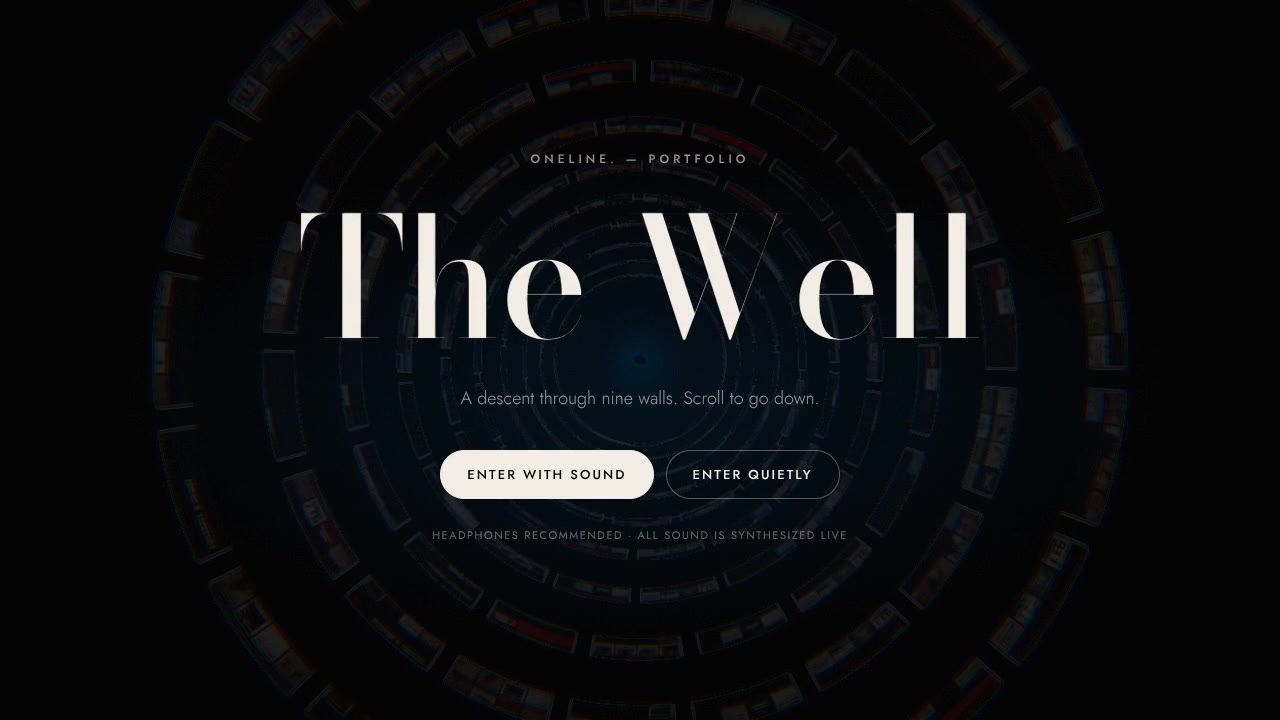 ONELINE. — PORTFOLIO
The Well
A descent through nine walls. Scroll to go down.
ENTER WITH SOUND
ENTER QUIETLY
HEADPHONES RECOMMENDED · ALL SOUND IS SYNTHESIZED LIVE